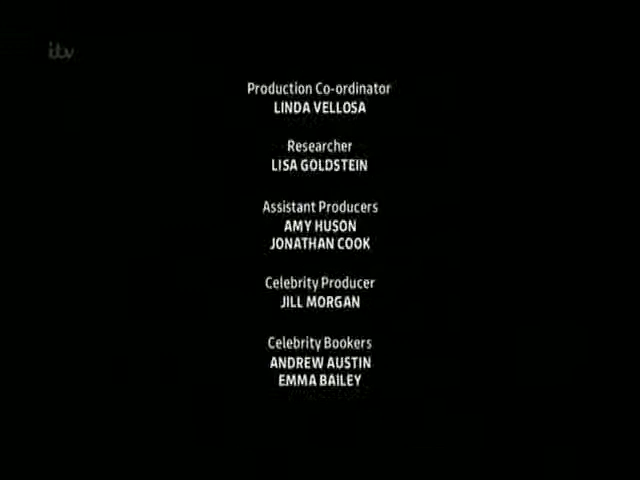 itv
Production Co-ordinator
LINDA VELLOSA
Researcher
LISA GOLDSTEIN
Assistant Producers
AMY HUSON
JONATHAN COOK
Celebrity Producer
JILL MORGAN
Celebrity Bookers
ANDREW AUSTIN
EMMA BAILEY